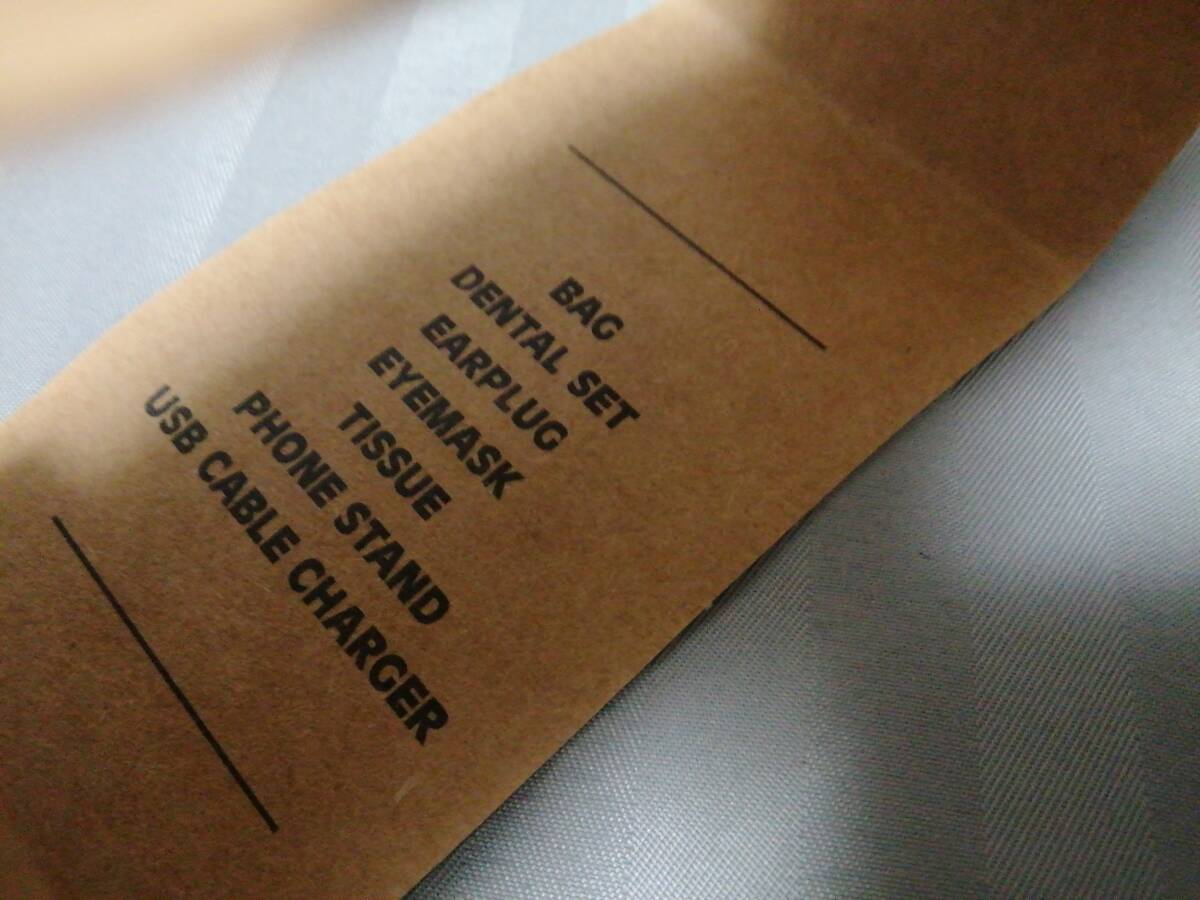 BAG
DENTAL SET
EARPLUG
EYEMASK
TISSUE
PHONE STAND
USB CABLE CHARGER